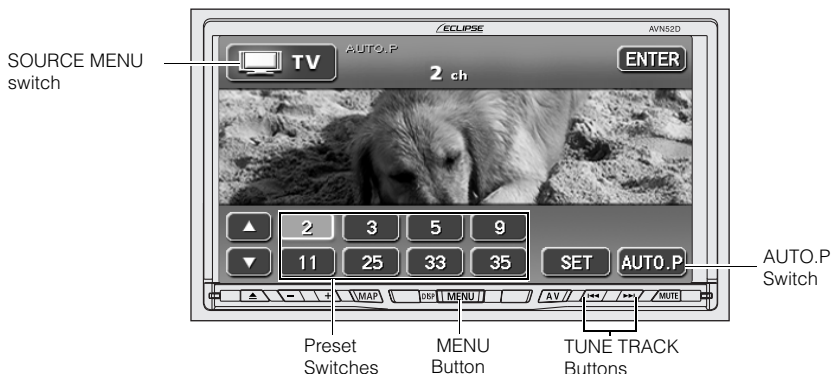 ECLIPSE
AVN52D
SOURCE MENU
switch
TV
AUTO.P
2 ch
ENTER
2 3 5 9
11 25 33 35
SET AUTO.P
AUTO.P
Switch
− + MAP DISP MENU AV MUTE
Preset
Switches
MENU
Button
TUNE TRACK
Buttons